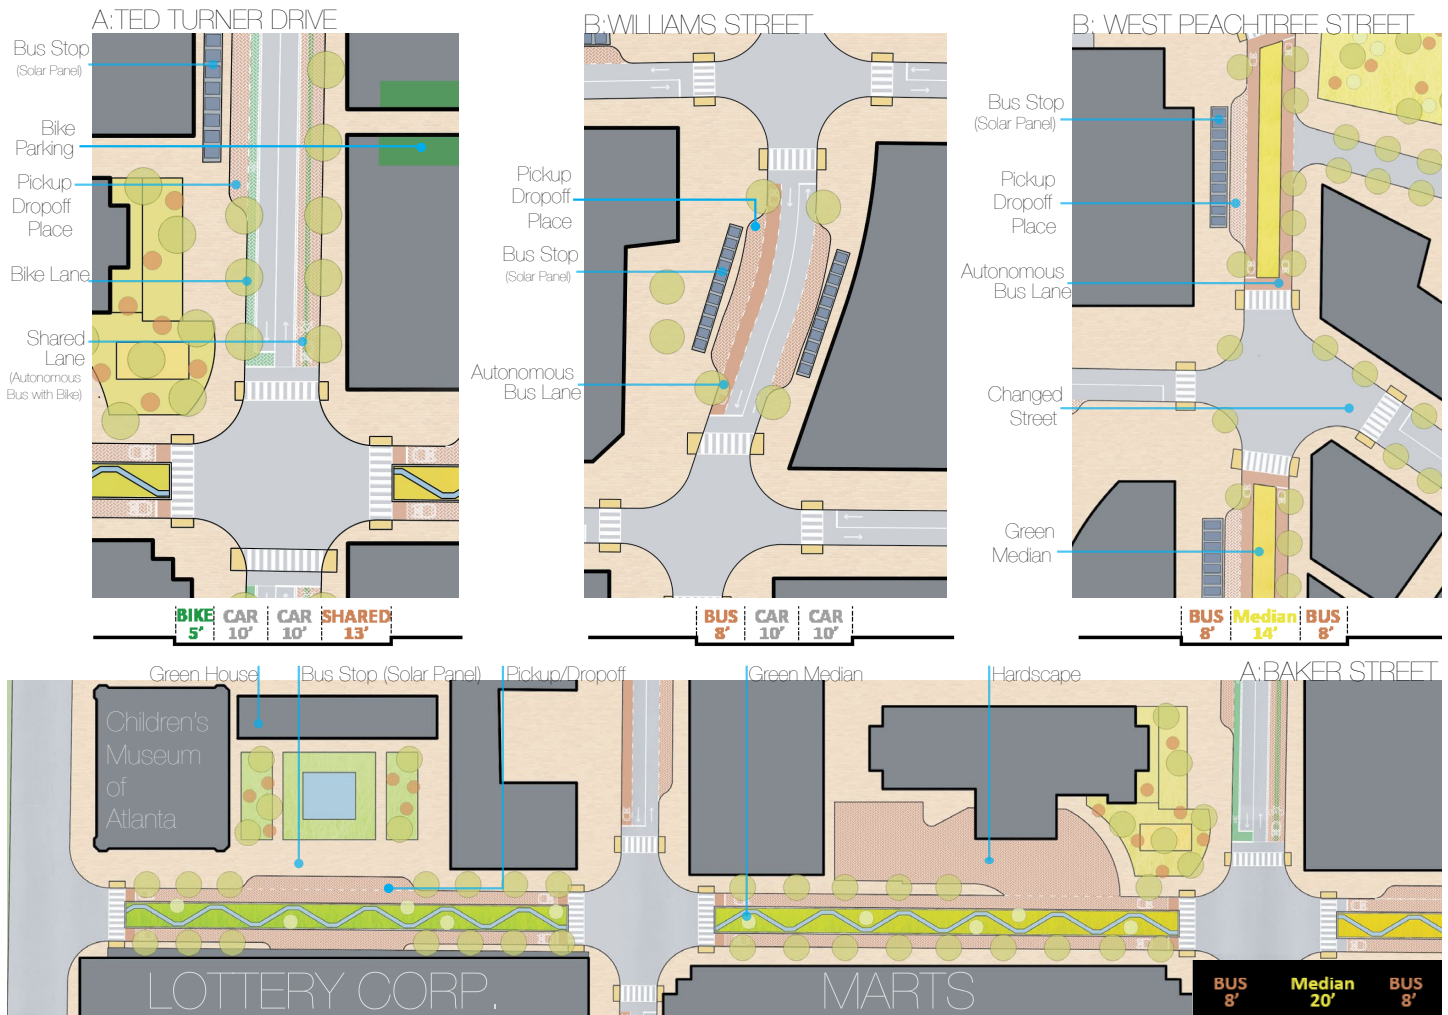 A:TED TURNER DRIVE
Bus Stop
(Solar Panel)
Bike
Parking
Pickup
Dropoff
Place
Bike Lane
Shared
Lane
(Autonomous
Bus with Bike)
BIKE
5'
CAR
10'
CAR
10'
SHARED
13'
B:WILLIAMS STREET
Pickup
Dropoff
Place
Bus Stop
(Solar Panel)
Autonomous
Bus Lane
BUS
8'
CAR
10'
CAR
10'
B: WEST PEACHTREE STREET
Bus Stop
(Solar Panel)
Pickup
Dropoff
Place
Autonomous
Bus Lane
Changed
Street
Green
Median
BUS
8'
Median
14'
BUS
8'
Green House
Bus Stop (Solar Panel)
Pickup/Dropoff
Green Median
Hardscape
A:BAKER STREET
Children's
Museum
of
Atlanta
LOTTERY CORP.
MARTS
BUS
8'
Median
20'
BUS
8'